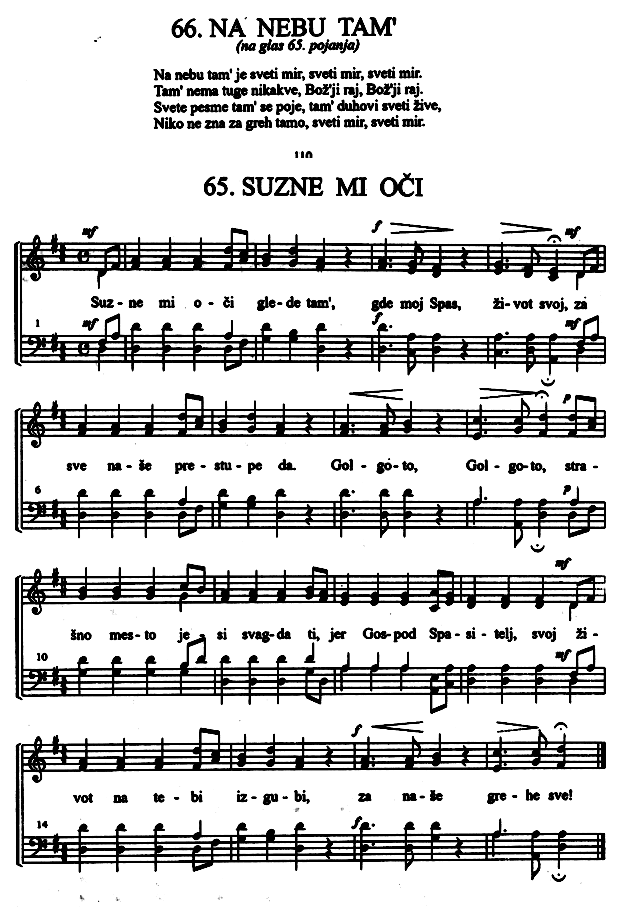 66. NA NEBU TAM'
(na glas 65. pojanja)
Na nebu tam' je sveti mir, sveti mir, sveti mir.
Tam' nema tuge nikakve, Bož'ji raj, Bož'ji raj.
Svete pesme tam' se poje, tam' duhovi sveti žive,
Niko ne zna za greh tamo, sveti mir, sveti mir.
110
65. SUZNE MI OČI
mf f mf
Suz - ne mi o - či gle - de tam', gde moj Spas, ži - vot svoj, za
1 mf f mf
sve na - še pre - stu - pe da. Gol - go - to, Gol - go - to, stra -
p
6 p
šno mes - to je - si svag - da ti, jer Gos - pod Spa - si - telj, svoj ži -
mf
10 mf
f
vot na te - bi iz - gu - bi, za na - še gre - he sve!
14 f